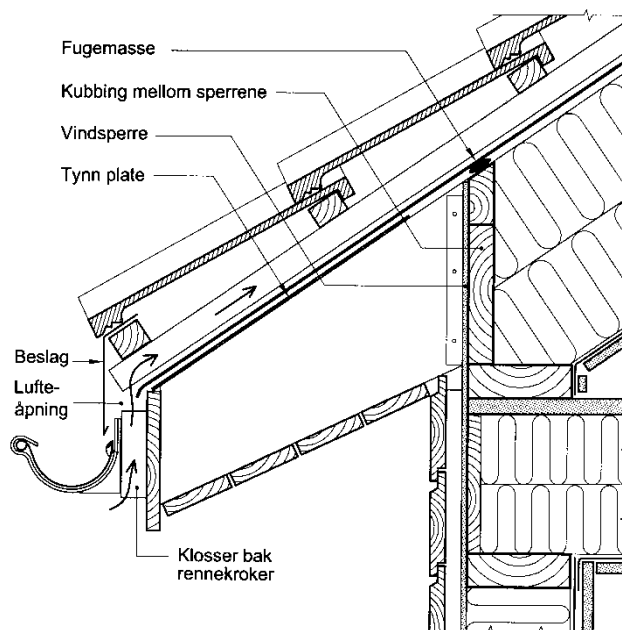 Fugemasse
Kubbing mellom sperrene
Vindsperre
Tynn plate
Beslag
Lufte-
åpning
Klosser bak
rennekroker